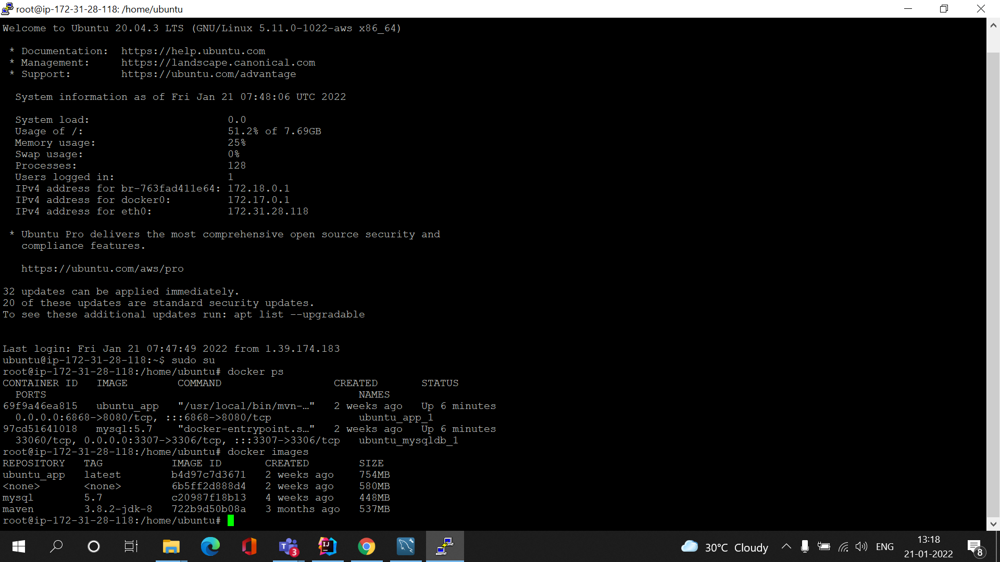 root@ip-172-31-28-118: /home/ubuntu
Welcome to Ubuntu 20.04.3 LTS (GNU/Linux 5.11.0-1022-aws x86_64)
* Documentation:  https://help.ubuntu.com
* Management:     https://landscape.canonical.com
* Support:        https://ubuntu.com/advantage
System information as of Fri Jan 21 07:48:06 UTC 2022
System load:                      0.0
Usage of /:                       51.2% of 7.69GB
Memory usage:                     25%
Swap usage:                       0%
Processes:                        128
Users logged in:                  1
IPv4 address for br-763fad411e64: 172.18.0.1
IPv4 address for docker0:         172.17.0.1
IPv4 address for eth0:            172.31.28.118
* Ubuntu Pro delivers the most comprehensive open source security and
compliance features.
https://ubuntu.com/aws/pro
32 updates can be applied immediately.
20 of these updates are standard security updates.
To see these additional updates run: apt list --upgradable
Last login: Fri Jan 21 07:47:49 2022 from 1.39.174.183
ubuntu@ip-172-31-28-118:~$ sudo su
root@ip-172-31-28-118:/home/ubuntu# docker ps
CONTAINER ID   IMAGE        COMMAND                  CREATED       STATUS
PORTS                                                  NAMES
69f9a46ea815   ubuntu_app   "/usr/local/bin/mvn-…"   2 weeks ago   Up 6 minutes
0.0.0.0:6868->8080/tcp, :::6868->8080/tcp              ubuntu_app_1
97cd51641018   mysql:5.7    "docker-entrypoint.s…"   2 weeks ago   Up 6 minutes
33060/tcp, 0.0.0.0:3307->3306/tcp, :::3307->3306/tcp   ubuntu_mysqldb_1
root@ip-172-31-28-118:/home/ubuntu# docker images
REPOSITORY   TAG           IMAGE ID       CREATED        SIZE
ubuntu_app   latest        b4d97c7d3671   2 weeks ago    754MB
<none>       <none>        6b5ff2d888d4   2 weeks ago    580MB
mysql        5.7           c20987f18b13   4 weeks ago    448MB
maven        3.8.2-jdk-8   722b9d50b08a   3 months ago   537MB
root@ip-172-31-28-118:/home/ubuntu#
3
IJ
30°C Cloudy
ENG
13:18
21-01-2022
8